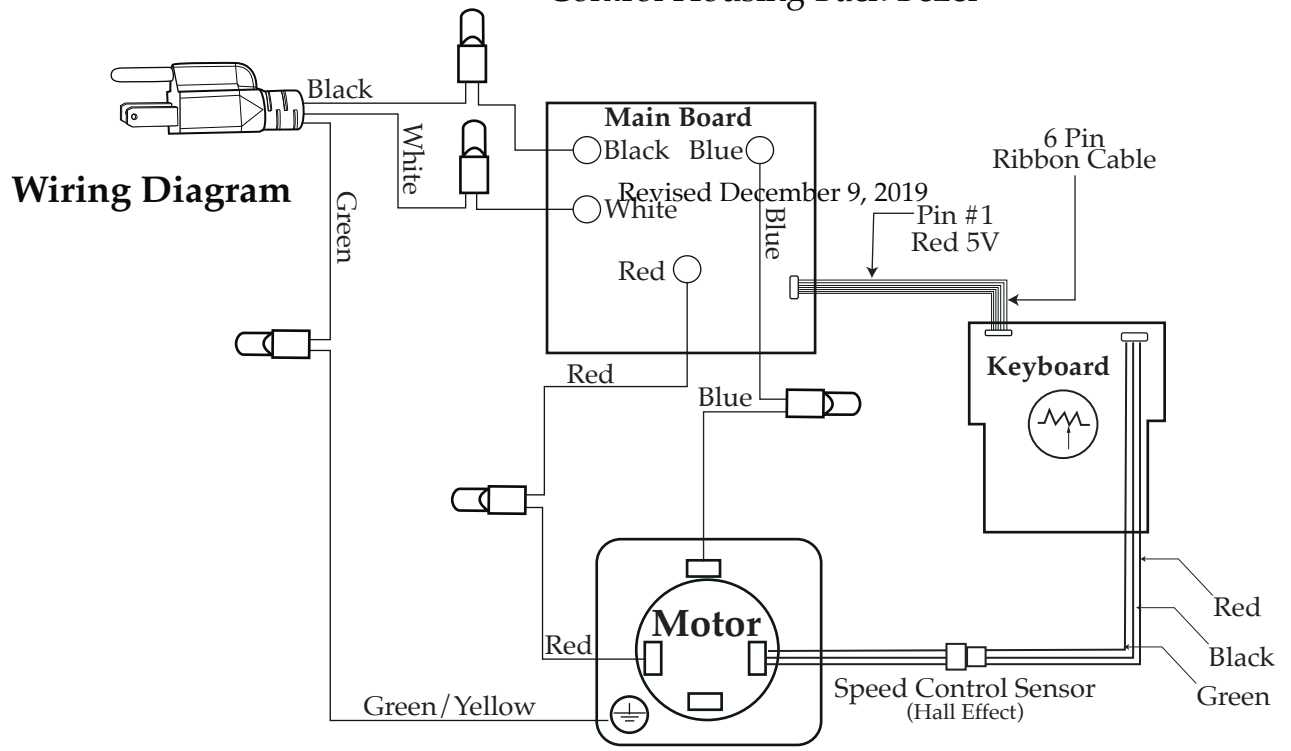 Control Housing Back Bezel
Black
White
Green
Wiring Diagram
Main Board
Black
Blue
Revised December 9, 2019
White
Blue
Red
6 Pin
Ribbon Cable
Pin #1
Red 5V
Keyboard
Red
Blue
Motor
Red
Red
Black
Green
Speed Control Sensor
(Hall Effect)
Green/Yellow